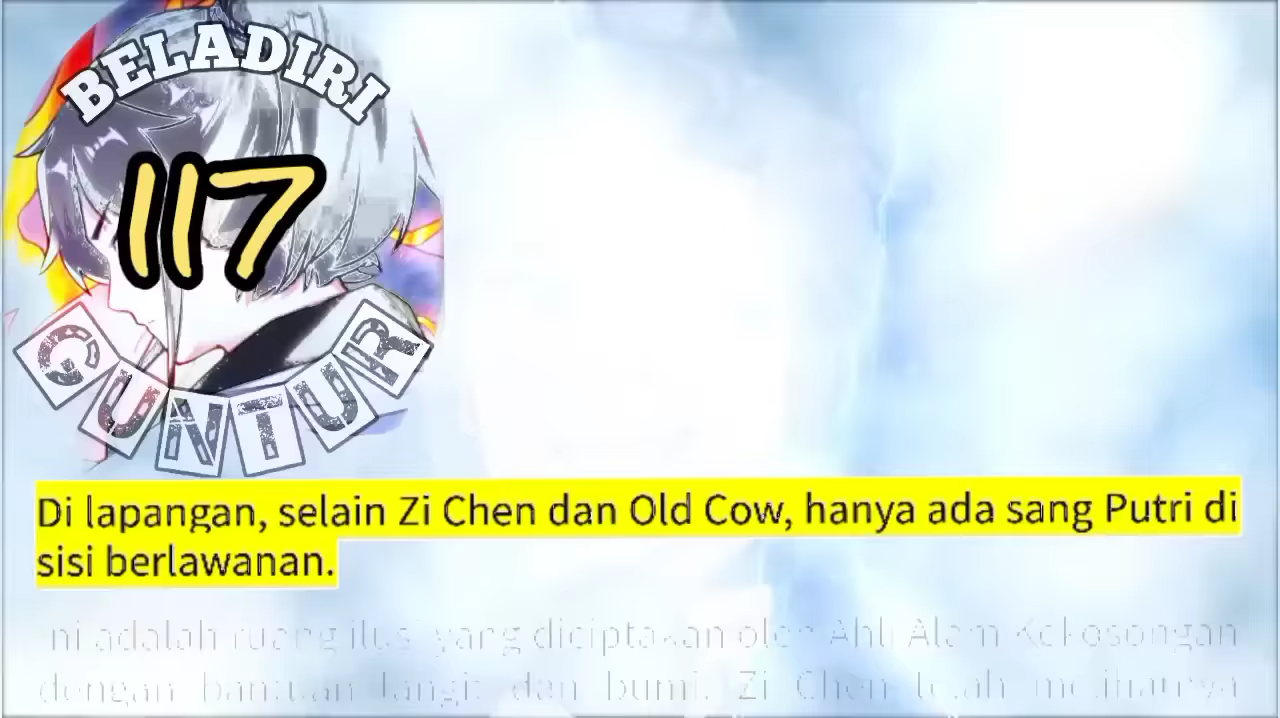 BELADIRI
117
GUNTUR
Di lapangan, selain Zi Chen dan Old Cow, hanya ada sang Putri di
sisi berlawanan.
ni adalah ruang ilusi yang diciptakan oleh Ahli Alam Kekosongan
dengan bantuan langit dan bumi. Zi Chen telah melihatnya